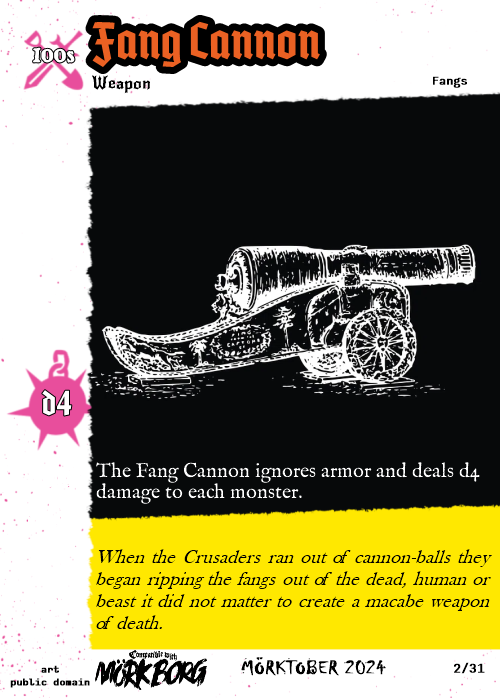 100s
Fang Cannon
Weapon
Fangs
2
d4
The Fang Cannon ignores armor and deals d4
damage to each monster.
When the Crusaders ran out of cannon-balls they
began ripping the fangs out of the dead, human or
beast it did not matter to create a macabe weapon
of death.
art
public domain
Compatible with
MÖRK BORG
MÖRKTOBER 2024
2/31